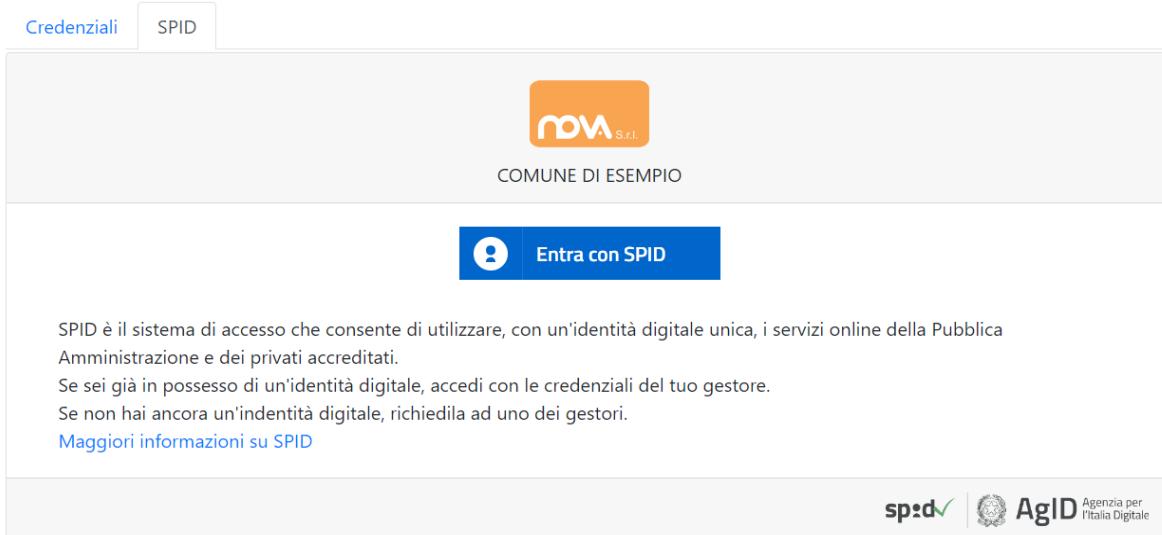 Credenziali SPID
nova S.r.l.
COMUNE DI ESEMPIO
Entra con SPID
SPID è il sistema di accesso che consente di utilizzare, con un'identità digitale unica, i servizi online della Pubblica
Amministrazione e dei privati accreditati.
Se sei già in possesso di un'identità digitale, accedi con le credenziali del tuo gestore.
Se non hai ancora un'indentità digitale, richiedila ad uno dei gestori.
Maggiori informazioni su SPID
spid AgID Agenzia per
l'Italia Digitale